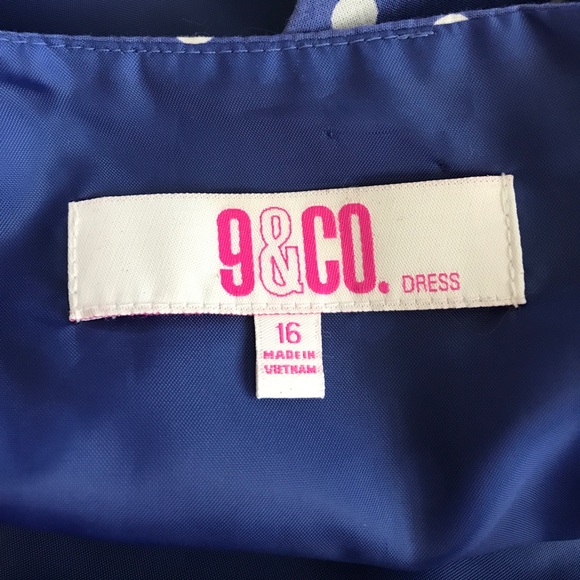 9&CO. DRESS
16
MADE IN
VIETNAM